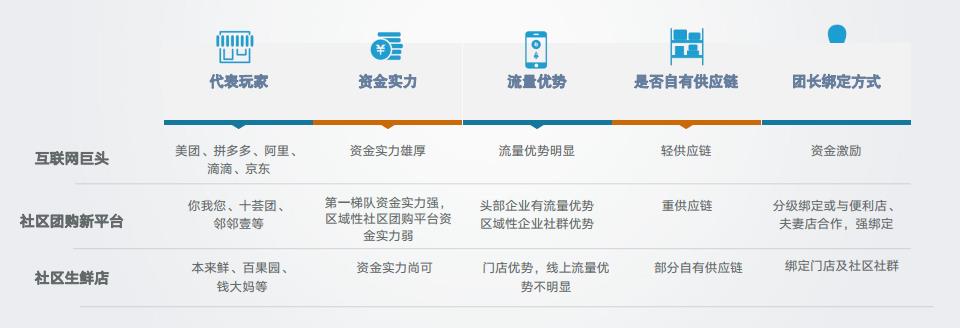 代表玩家
资金实力
流量优势
是否自有供应链
团长绑定方式
互联网巨头
美团、拼多多、阿里、
滴滴、京东
资金实力雄厚
流量优势明显
轻供应链
资金激励
社区团购新平台
你我您、十荟团、
邻邻壹等
第一梯队资金实力强，
区域性社区团购平台资
金实力弱
头部企业有流量优势
区域性企业社群优势
重供应链
分级绑定或与便利店、
夫妻店合作，强绑定
社区生鲜店
本来鲜、百果园、
钱大妈等
资金实力尚可
门店优势，线上流量优
势不明显
部分自有供应链
绑定门店及社区社群